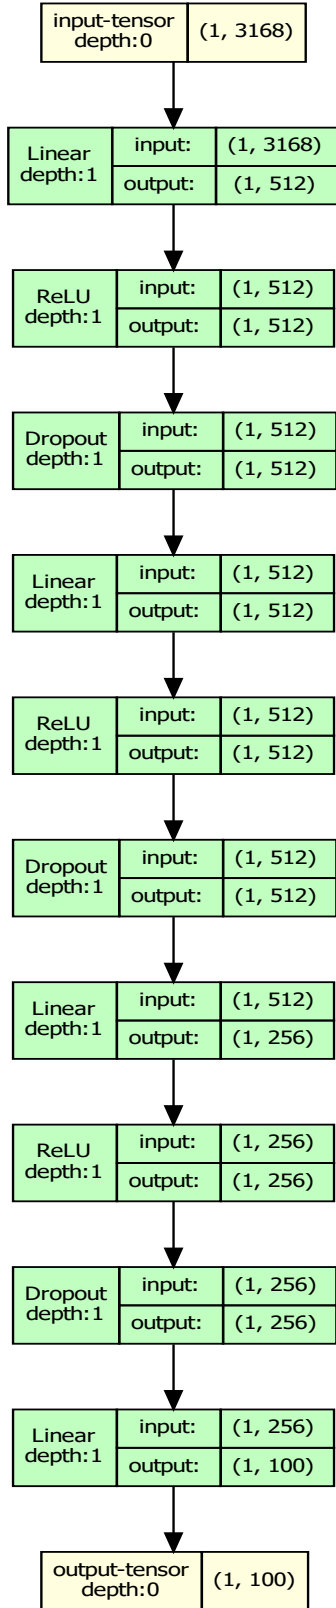 input-tensor
depth:0
(1, 3168)
Linear
depth:1
input:
(1, 3168)
output:
(1, 512)
ReLU
depth:1
input:
(1, 512)
output:
(1, 512)
Dropout
depth:1
input:
(1, 512)
output:
(1, 512)
Linear
depth:1
input:
(1, 512)
output:
(1, 512)
ReLU
depth:1
input:
(1, 512)
output:
(1, 512)
Dropout
depth:1
input:
(1, 512)
output:
(1, 512)
Linear
depth:1
input:
(1, 512)
output:
(1, 256)
ReLU
depth:1
input:
(1, 256)
output:
(1, 256)
Dropout
depth:1
input:
(1, 256)
output:
(1, 256)
Linear
depth:1
input:
(1, 256)
output:
(1, 100)
output-tensor
depth:0
(1, 100)